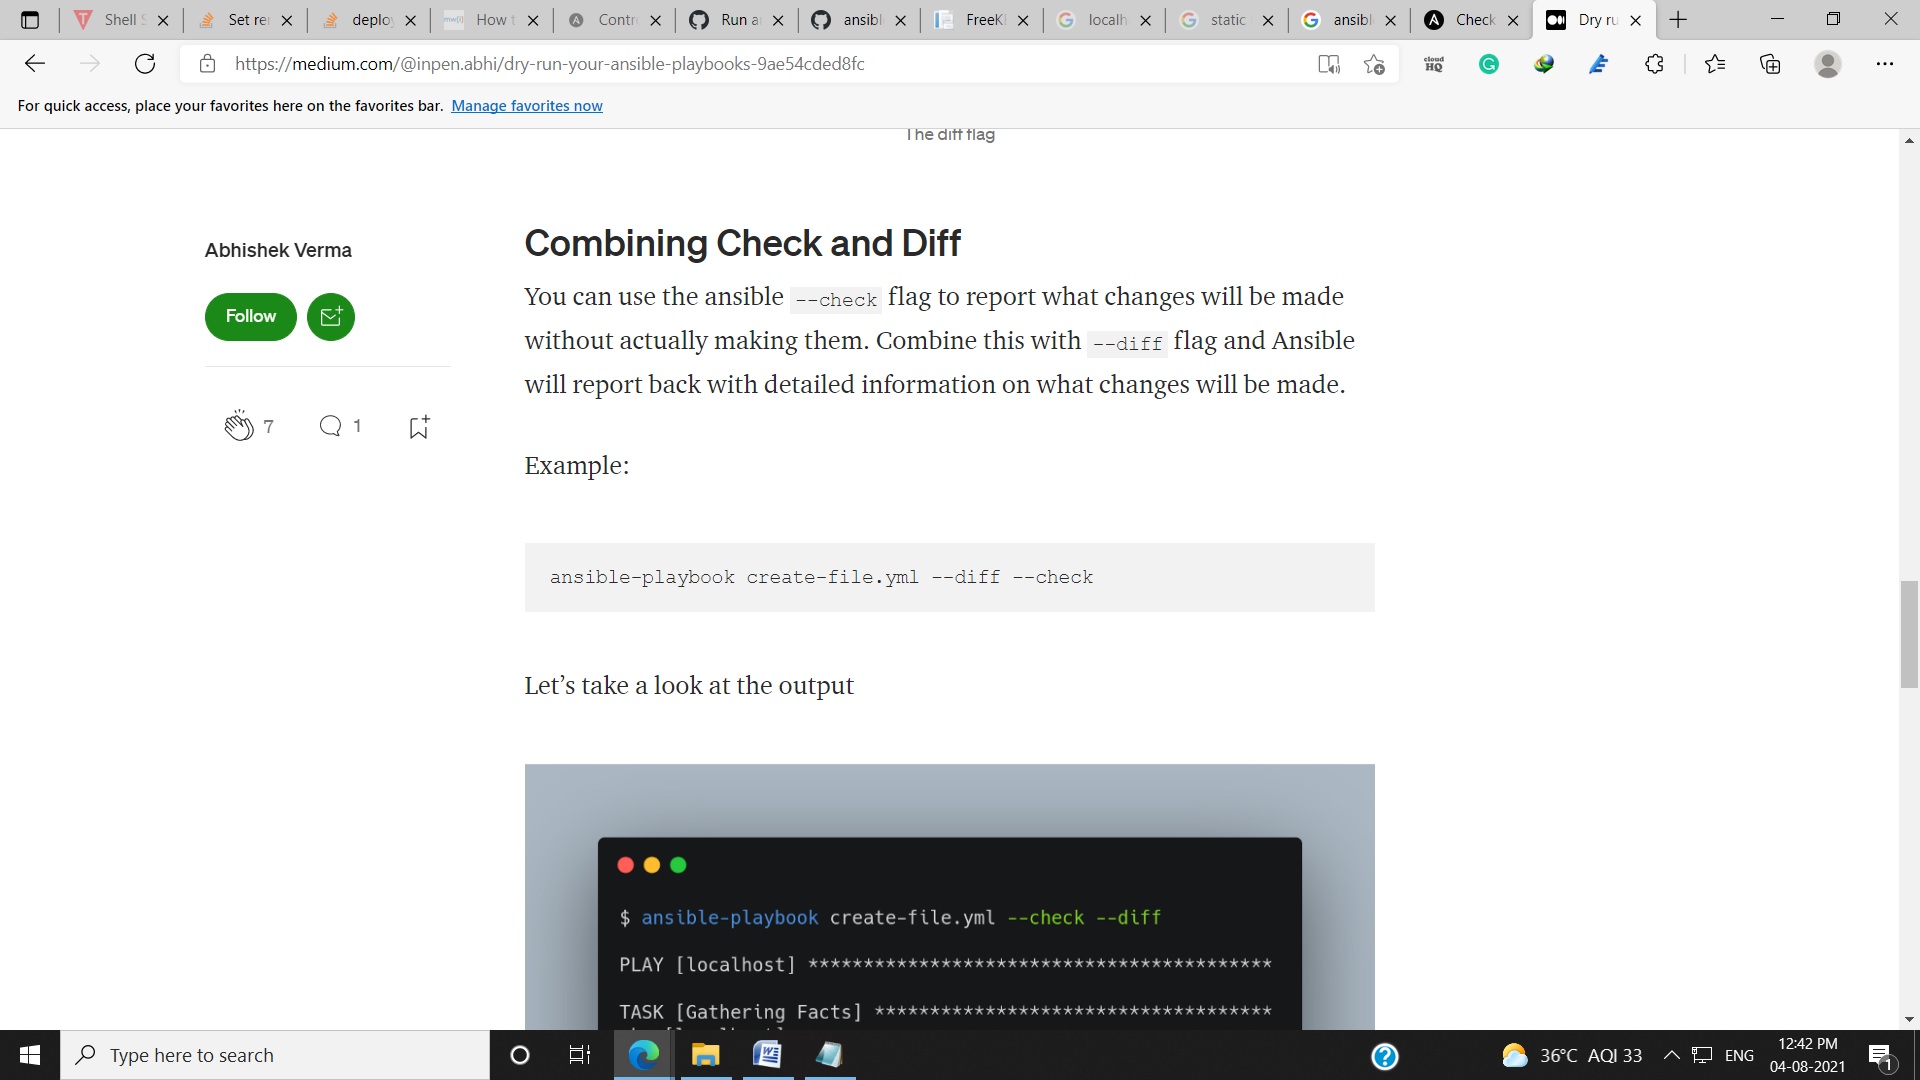 Shell S
Set re
deploy
How t
Contro
Run a
ansibl
FreeKi
localh
static
ansibl
Check
Dry ru
https://medium.com/@inpen.abhi/dry-run-your-ansible-playbooks-9ae54cded8fc
cloud
HQ
For quick access, place your favorites here on the favorites bar. Manage favorites now
The diff flag
Abhishek Verma
Follow
7
1
Combining Check and Diff
You can use the ansible --check flag to report what changes will be made
without actually making them. Combine this with --diff flag and Ansible
will report back with detailed information on what changes will be made.
Example:
ansible-playbook create-file.yml --diff --check
Let’s take a look at the output
$ ansible-playbook create-file.yml --check --diff
PLAY [localhost] ******************************************
TASK [Gathering Facts] ************************************
Type here to search
36°C AQI 33
ENG
12:42 PM
04-08-2021
1